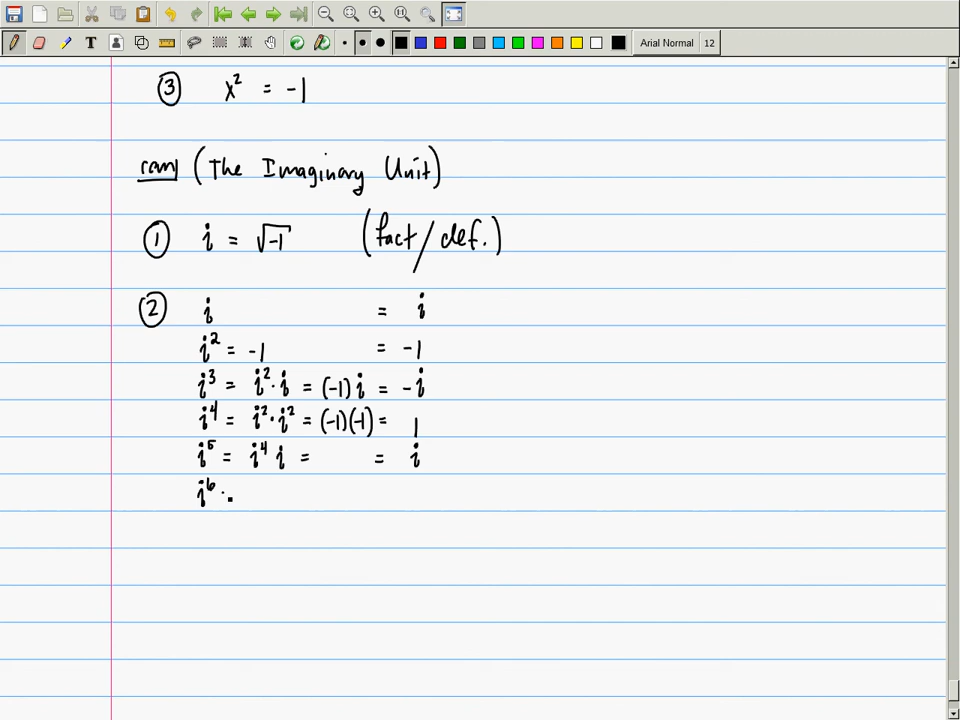 Arial Normal 12
③ x² = -1
rem (The Imaginary Unit)
① i = √-1 (fact/def.)
② i = i
i² = -1 = -1
i³ = i²·i = (-1)i = -i
i⁴ = i²·i² = (-1)(-1) = 1
i⁵ = i⁴ i = = i
i⁶